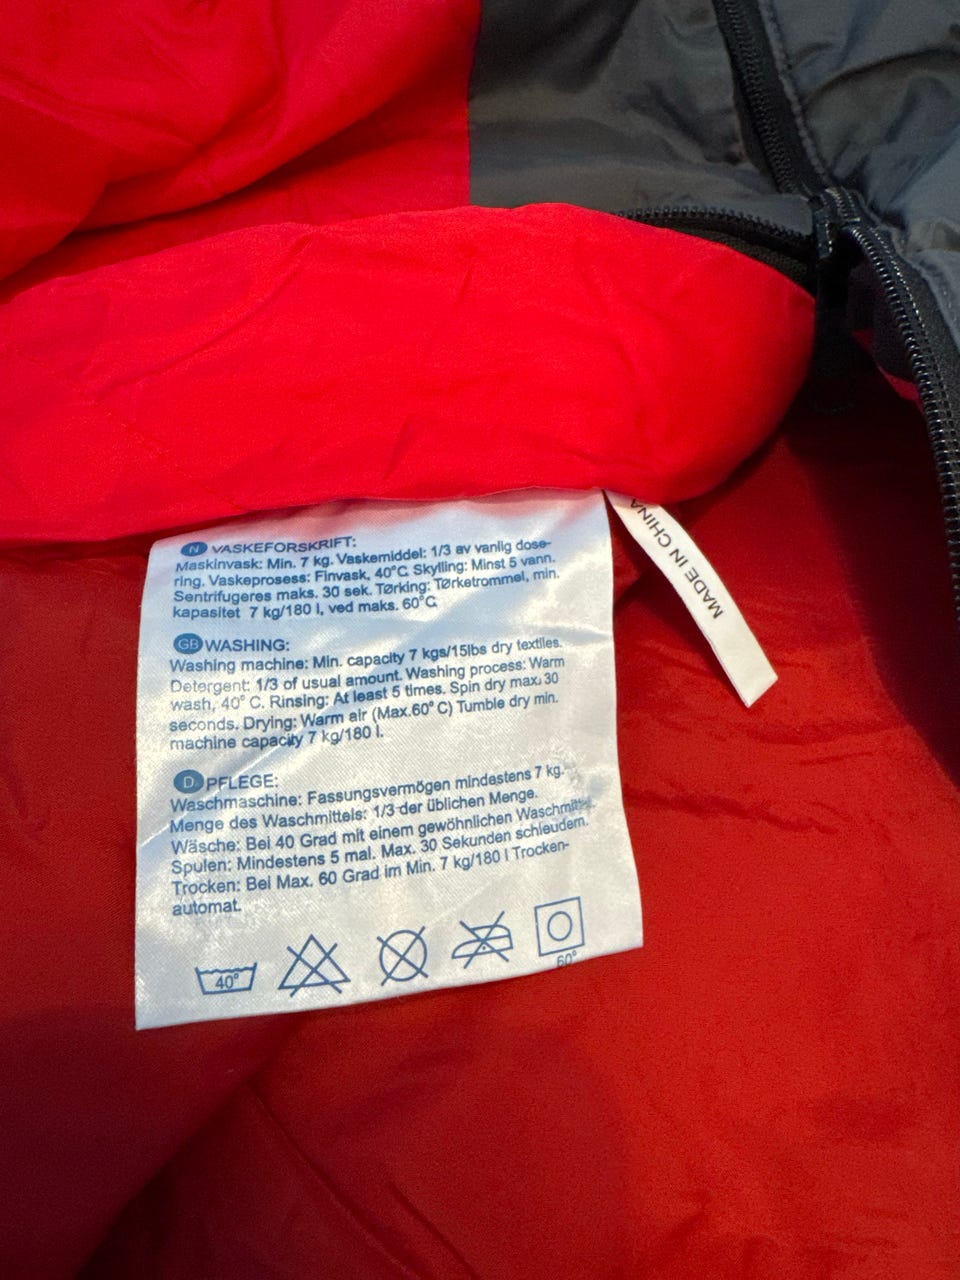 N VASKEFORSKRIFT:
Maskinvask: Min. 7 kg. Vaskemiddel: 1/3 av vanlig dose-
ring. Vaskeprosess: Finvask, 40°C. Skylling: Minst 5 vann.
Sentrifugeres maks. 30 sek. Tørking: Tørketrommel, min.
kapasitet 7 kg/180 l, ved maks. 60°C
GB WASHING:
Washing machine: Min. capacity 7 kgs/15lbs dry textiles.
Detergent: 1/3 of usual amount. Washing process: Warm
wash, 40° C. Rinsing: At least 5 times. Spin dry max. 30
seconds. Drying: Warm air (Max.60° C) Tumble dry min.
machine capacity 7 kg/180 l.
D PFLEGE:
Waschmaschine: Fassungsvermögen mindestens 7 kg.
Menge des Waschmittels: 1/3 der üblichen Menge.
Wäsche: Bei 40 Grad mit einem gewöhnlichen Waschmittel.
Spulen: Mindestens 5 mal. Max. 30 Sekunden schleudern.
Trocken: Bei Max. 60 Grad im Min. 7 kg/180 l Trocken-
automat.
40°
60°
MADE IN CHINA